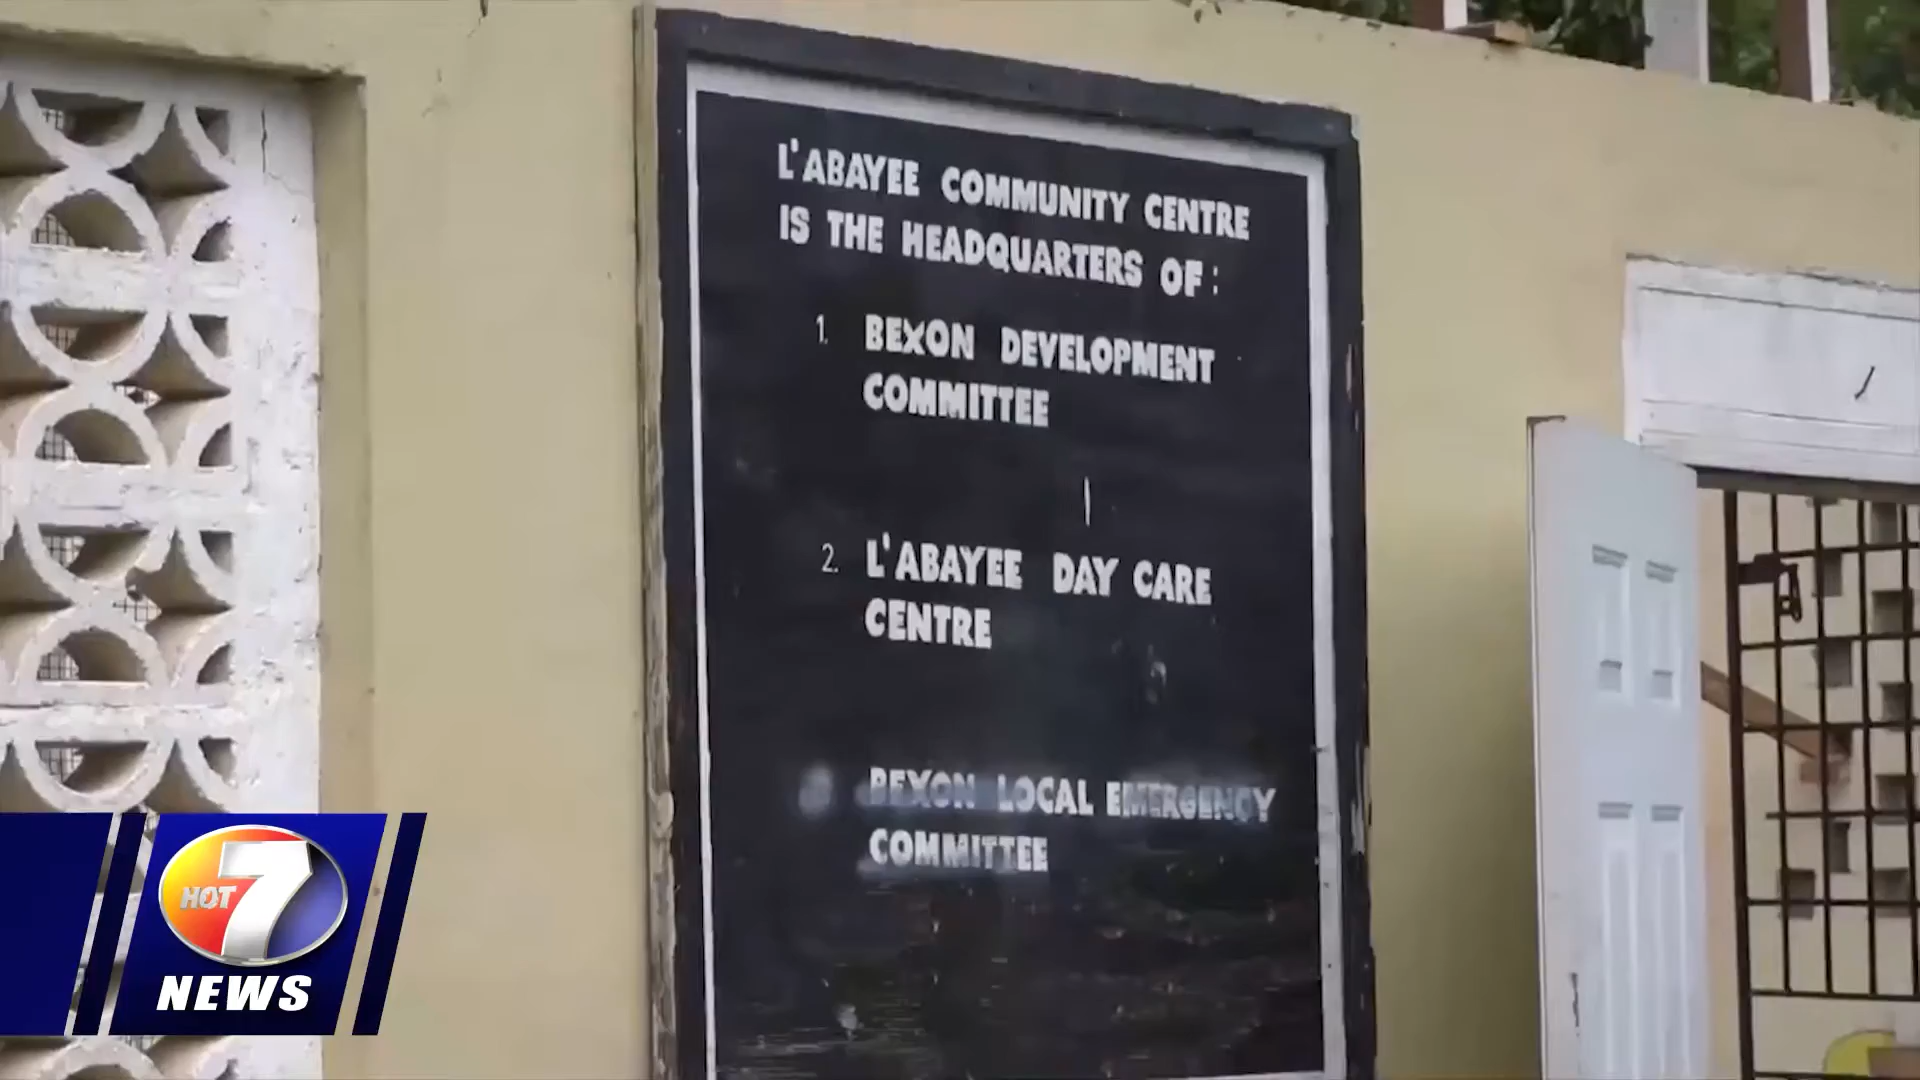 L'ABAYEE COMMUNITY CENTRE
IS THE HEADQUARTERS OF:
1. BEXON DEVELOPMENT
COMMITTEE
2. L'ABAYEE DAY CARE
CENTRE
BEXON LOCAL EMERGENCY
COMMITTEE
HOT 7
NEWS